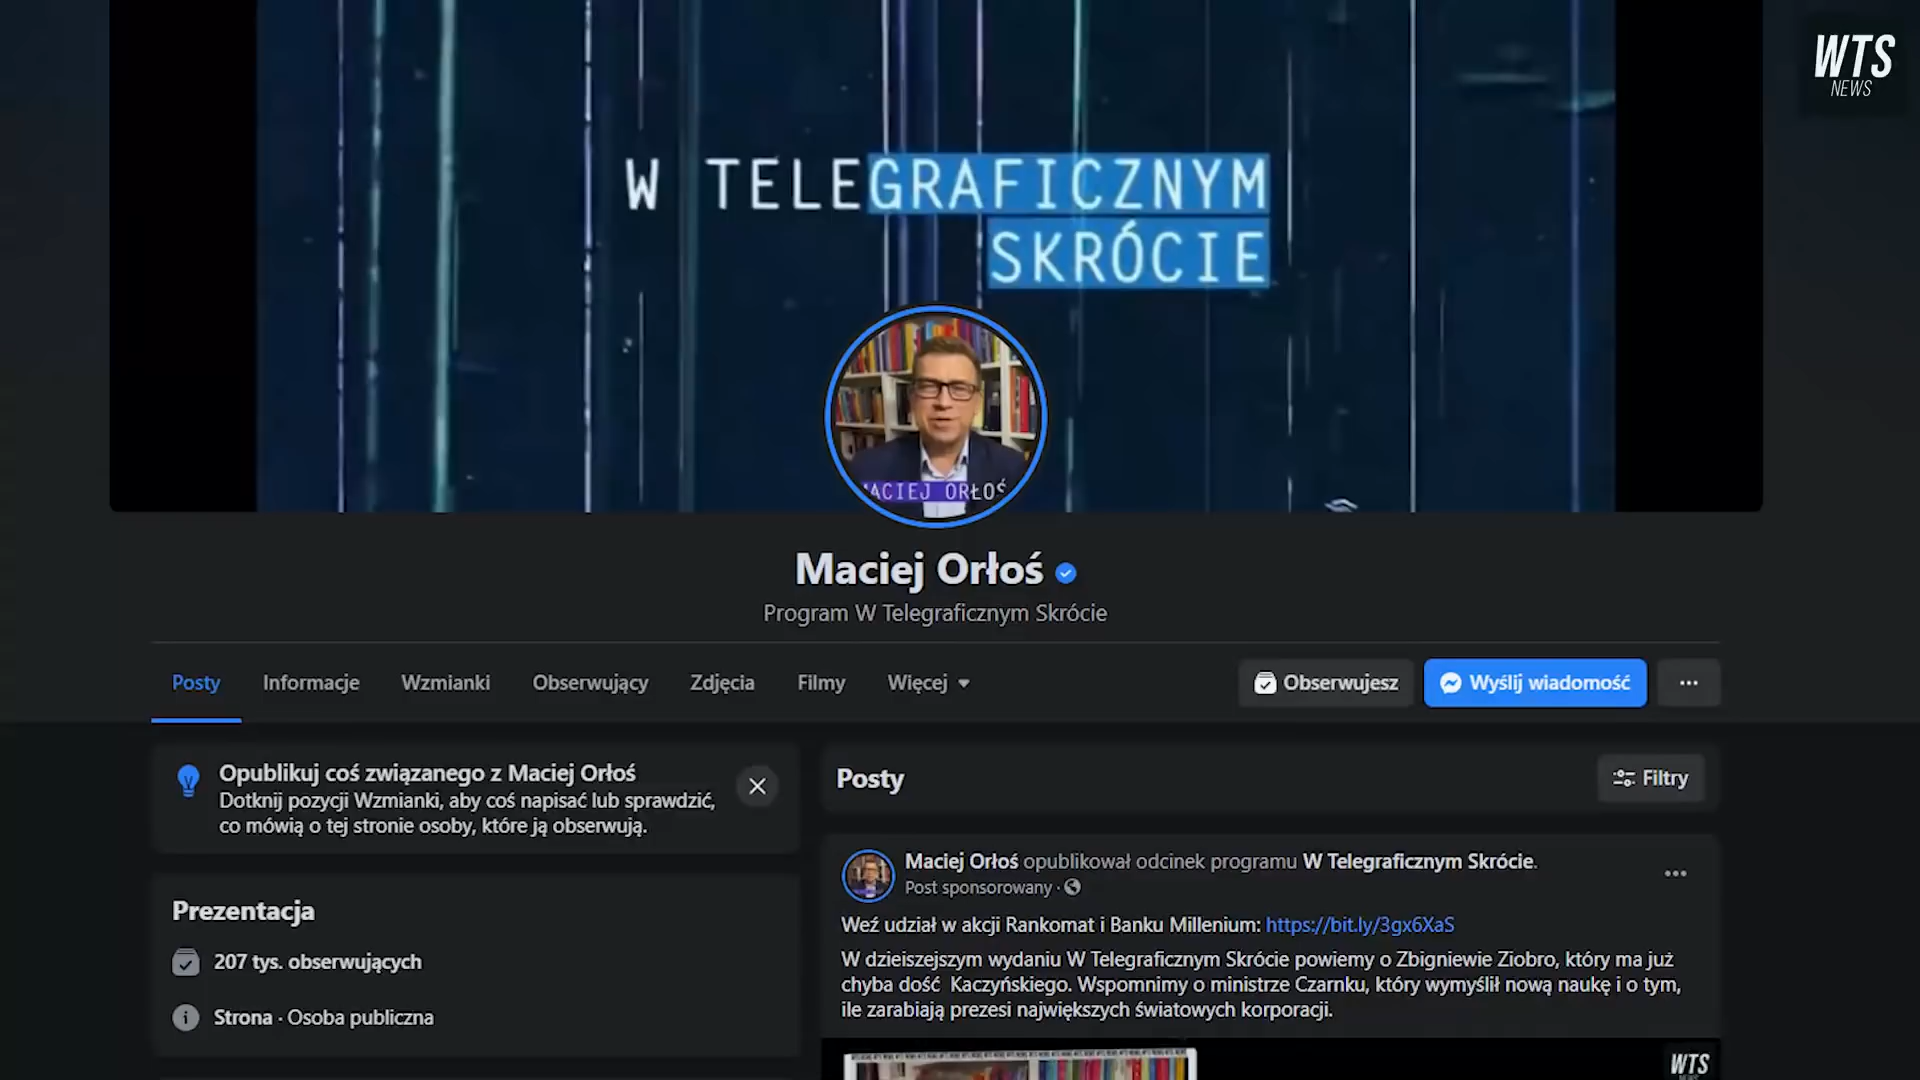 WTS
NEWS
W TELEGRAFICZNYM
SKRÓCIE
MACIEJ ORŁOŚ
Maciej Orłoś
Program W Telegraficznym Skrócie
Posty
Informacje
Wzmianki
Obserwujący
Zdjęcia
Filmy
Więcej
Obserwujesz
Wyślij wiadomość
Opublikuj coś związanego z Maciej Orłoś
Dotknij pozycji Wzmianki, aby coś napisać lub sprawdzić,
co mówią o tej stronie osoby, które ją obserwują.
Prezentacja
207 tys. obserwujących
Strona · Osoba publiczna
Posty
Filtry
Maciej Orłoś opublikował odcinek programu W Telegraficznym Skrócie.
Post sponsorowany ·
Weź udział w akcji Rankomat i Banku Millenium: https://bit.ly/3gx6XaS
W dzieiszejszym wydaniu W Telegraficznym Skrócie powiemy o Zbigniewie Ziobro, który ma już
chyba dość Kaczyńskiego. Wspomnimy o ministrze Czarnku, który wymyślił nową naukę i o tym,
ile zarabiają prezesi największych światowych korporacji.
WTS